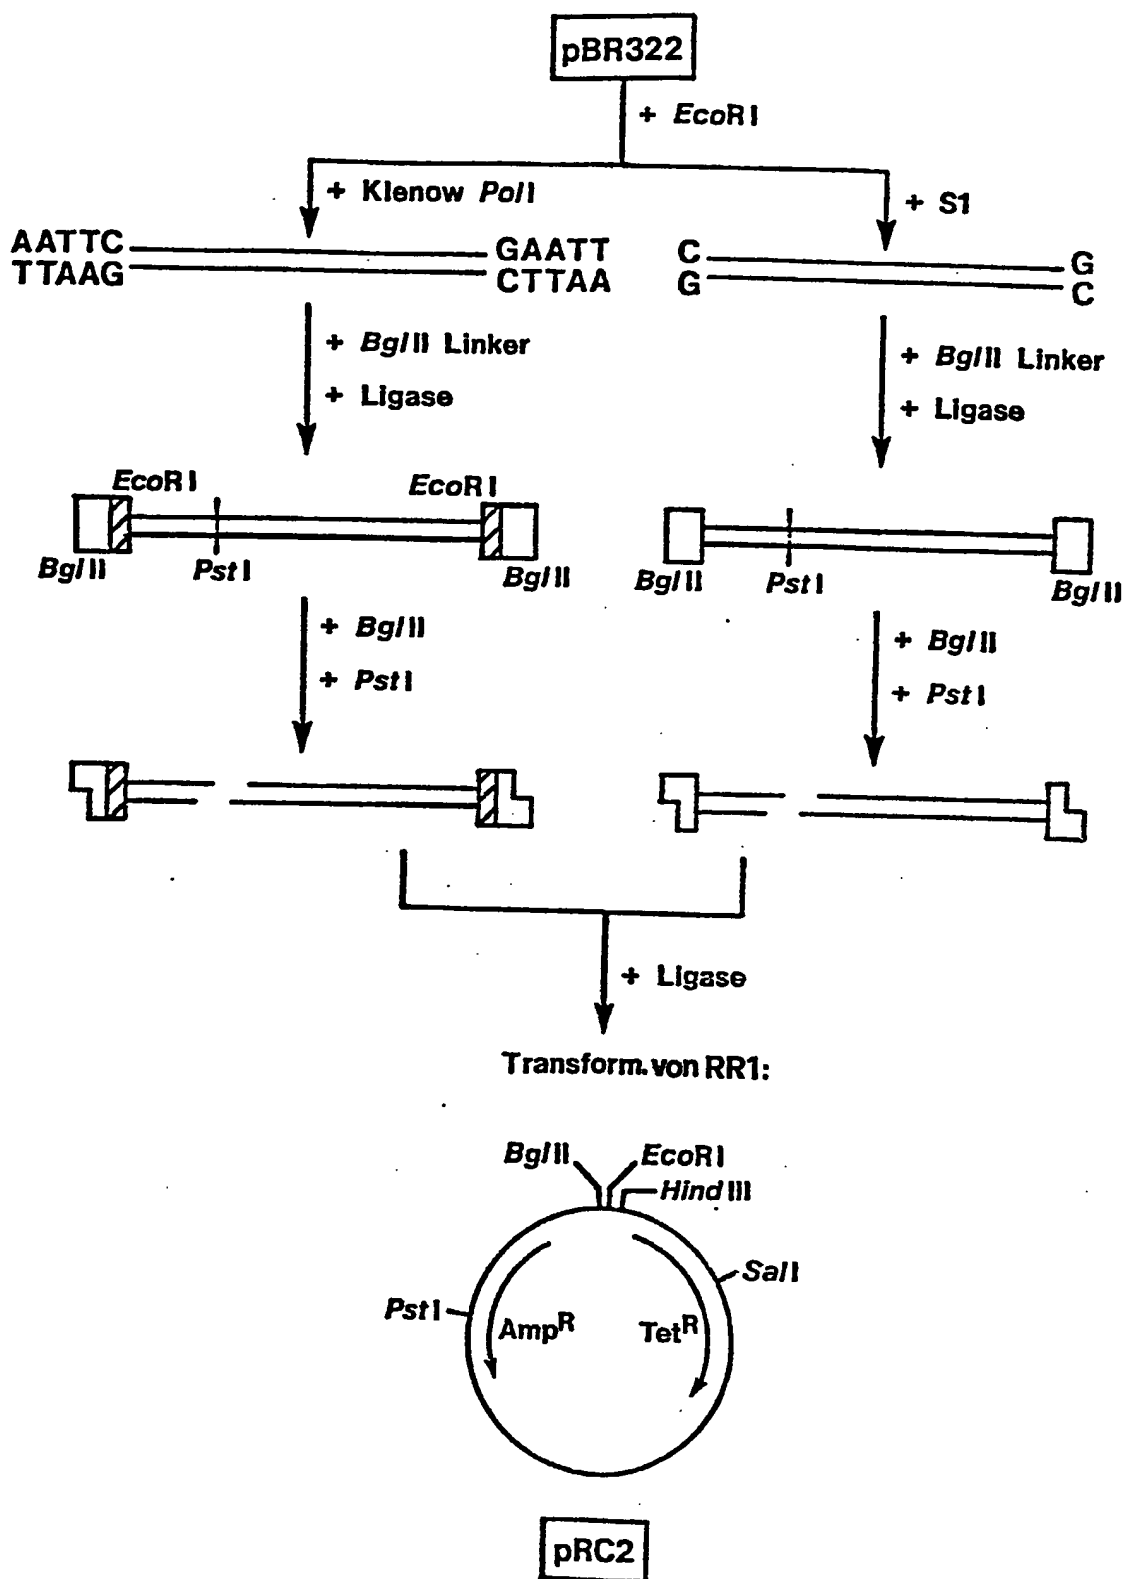 pBR322
+ EcoRI
+ Klenow PolI
+ S1
AATTC GAATT
TTAAG CTTAA
C G
G C
+ BglII Linker
+ Ligase
+ BglII Linker
+ Ligase
EcoRI EcoRI
BglII PstI BglII
BglII PstI BglII
+ BglII
+ PstI
+ BglII
+ PstI
+ Ligase
Transform. von RR1:
BglII EcoRI
HindIII
SalI
PstI
AmpR TetR
pRC2